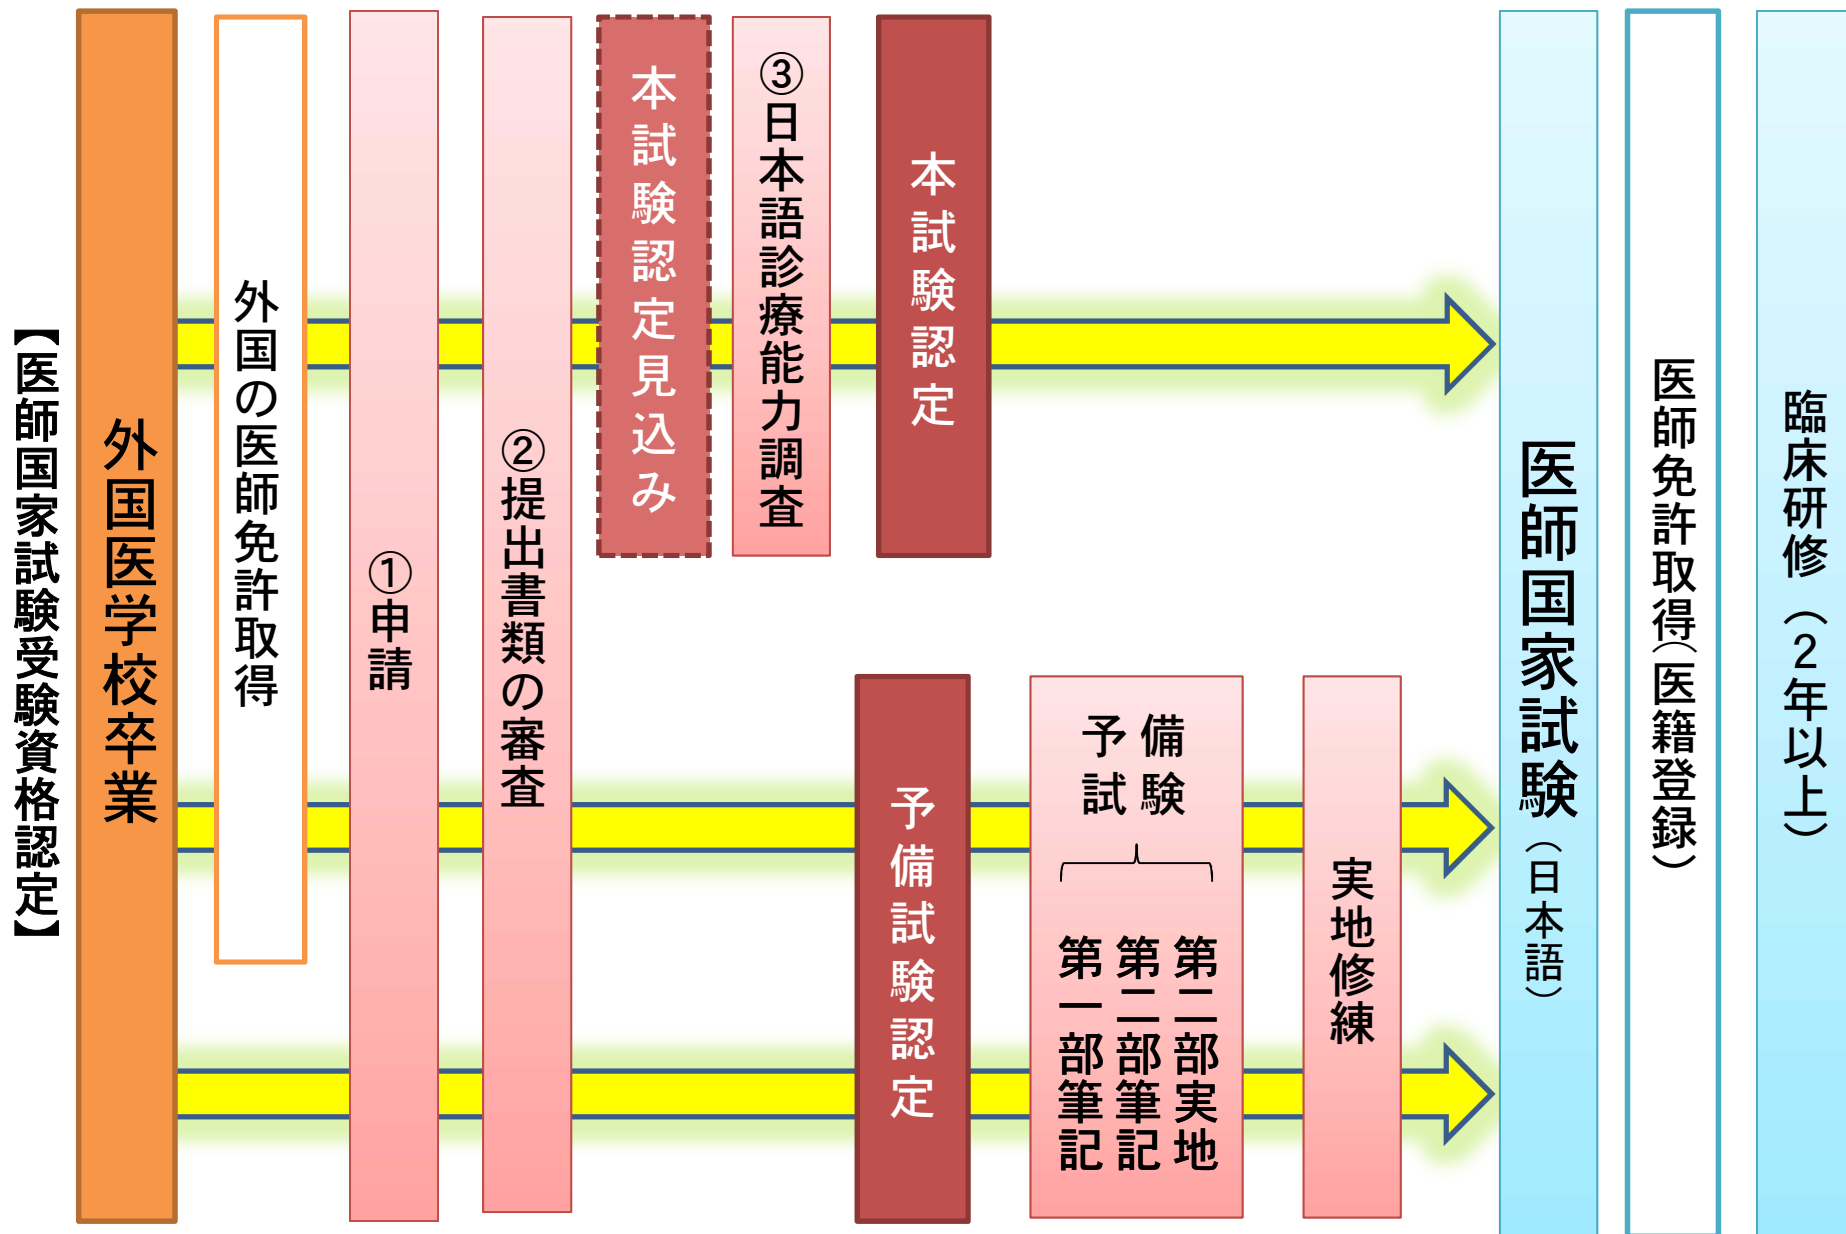 【医師国家試験受験資格認定】
外国医学校卒業
外国の医師免許取得
①申請
②提出書類の審査
本試験認定見込み
③日本語診療能力調査
本試験認定
予備試験認定
予備
試験
第一部筆記
第二部筆記
第二部実地
実地修練
医師国家試験（日本語）
医師免許取得（医籍登録）
臨床研修（２年以上）